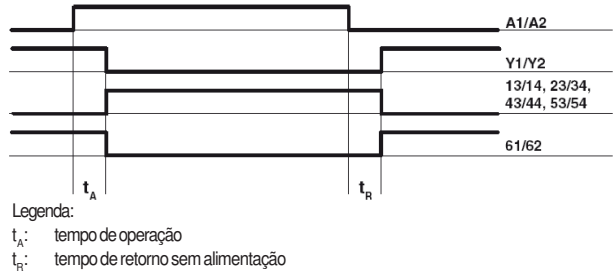 A1/A2
Y1/Y2
13/14, 23/34,
43/44, 53/54
61/62
tA
tR
Legenda:
tA: tempo de operação
tR: tempo de retorno sem alimentação